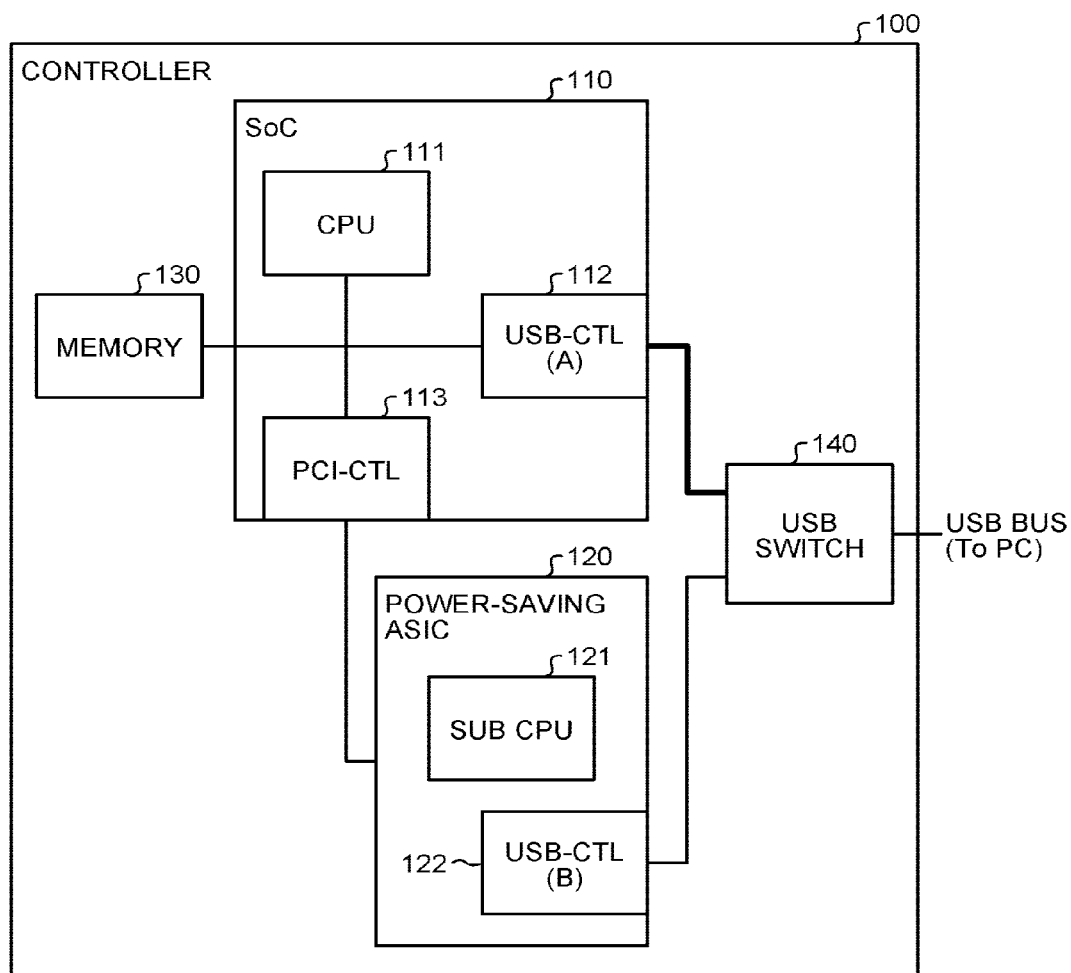 100
CONTROLLER
110
SoC
111
CPU
130
MEMORY
112
USB-CTL
(A)
113
PCI-CTL
140
USB
SWITCH
USB BUS
(To PC)
120
POWER-SAVING
ASIC
121
SUB CPU
122
USB-CTL
(B)